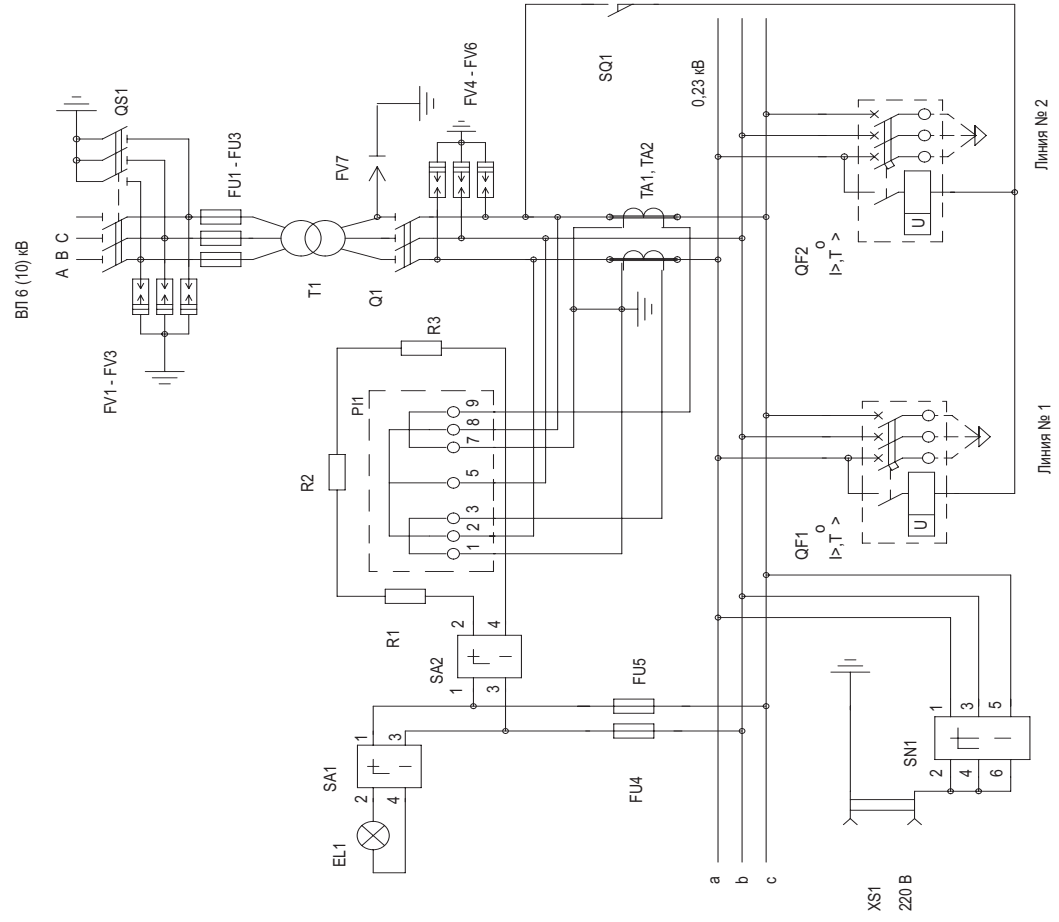 ВЛ 6 (10) кВ
A B C
QS1
FV1 - FV3
FU1 - FU3
T1
FV7
Q1
FV4 - FV6
SQ1
0,23 кВ
TA1, TA2
R3
R2
R1
PI1
1 2 3 5 7 8 9
SA2
1 2
3 4
SA1
2 1
4 3
EL1
FU5
FU4
a
b
c
QF1
I>,T° >
U
Линия № 1
QF2
I>,T° >
U
Линия № 2
SN1
2 1
4 3
6 5
XS1
220 В